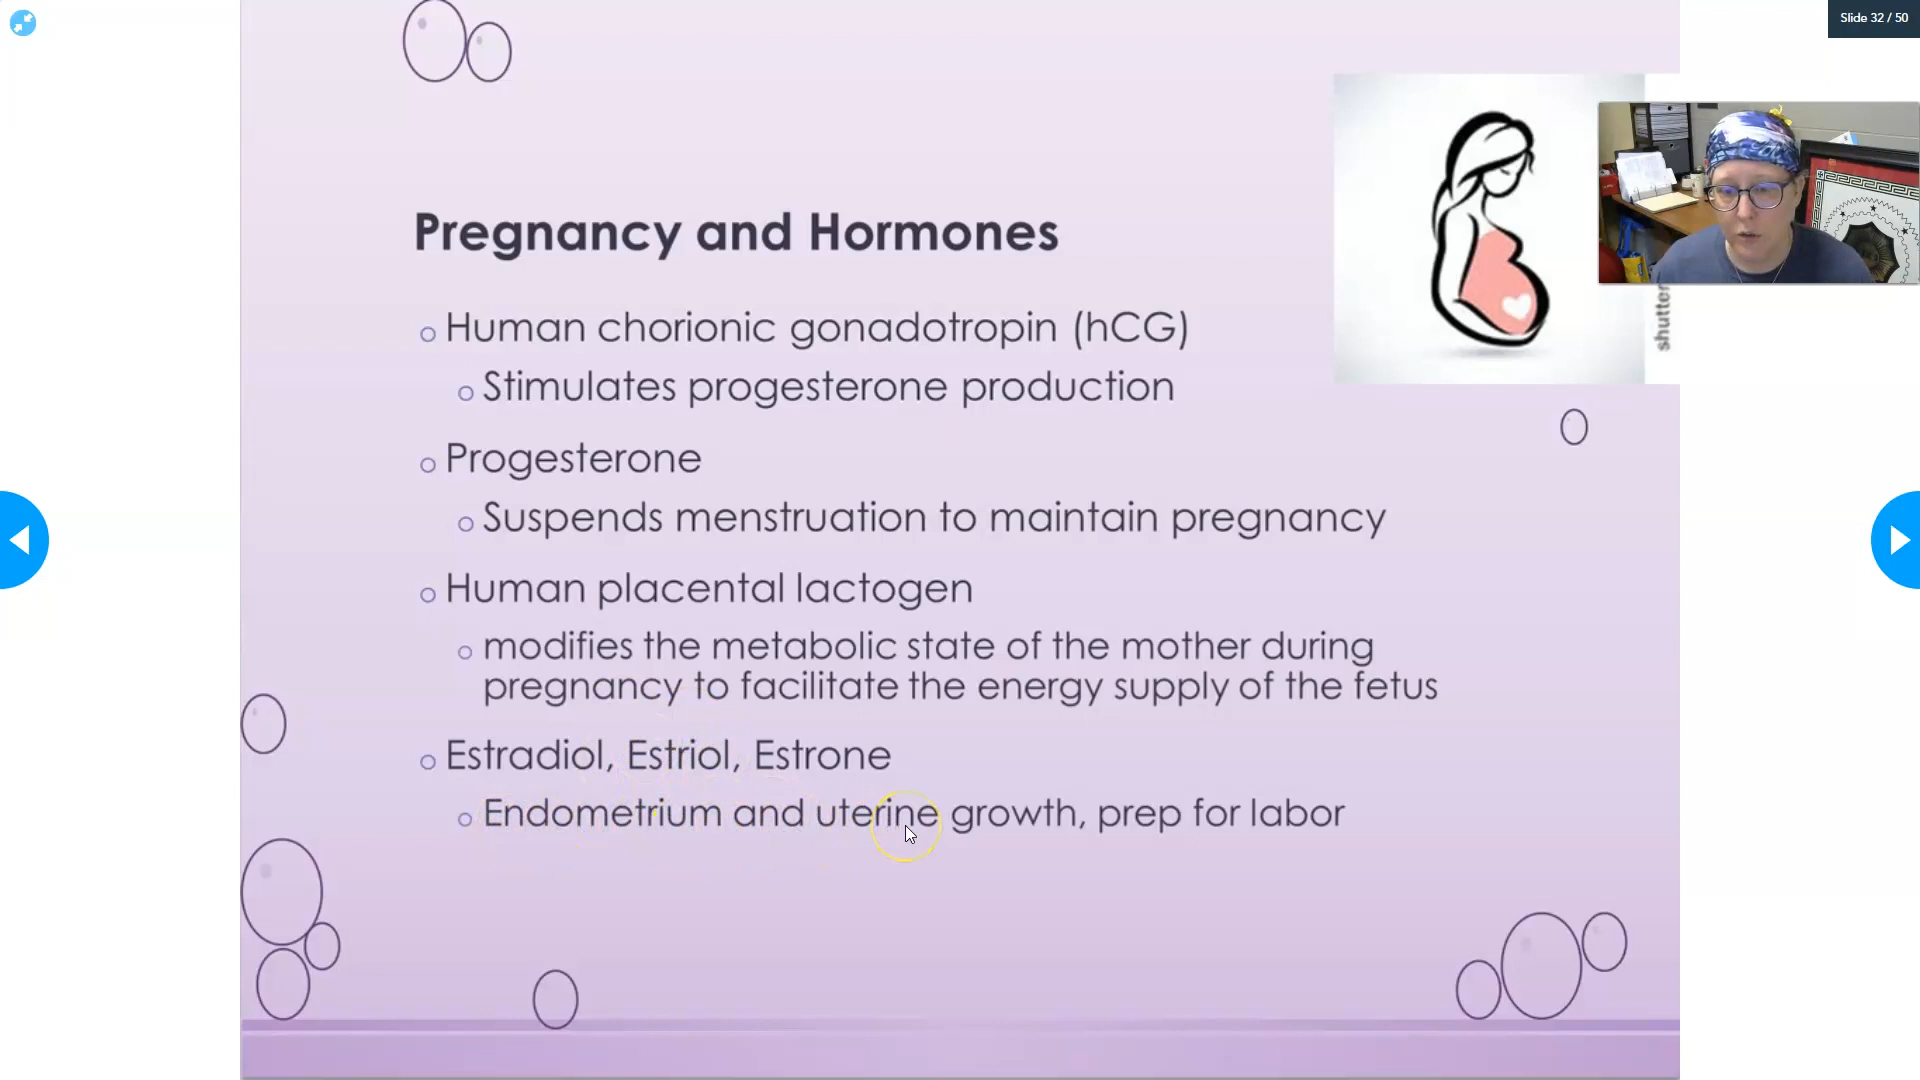 Slide 32 / 50
Pregnancy and Hormones
Human chorionic gonadotropin (hCG)
Stimulates progesterone production
Progesterone
Suspends menstruation to maintain pregnancy
Human placental lactogen
modifies the metabolic state of the mother during
pregnancy to facilitate the energy supply of the fetus
Estradiol, Estriol, Estrone
Endometrium and uterine growth, prep for labor
shutter